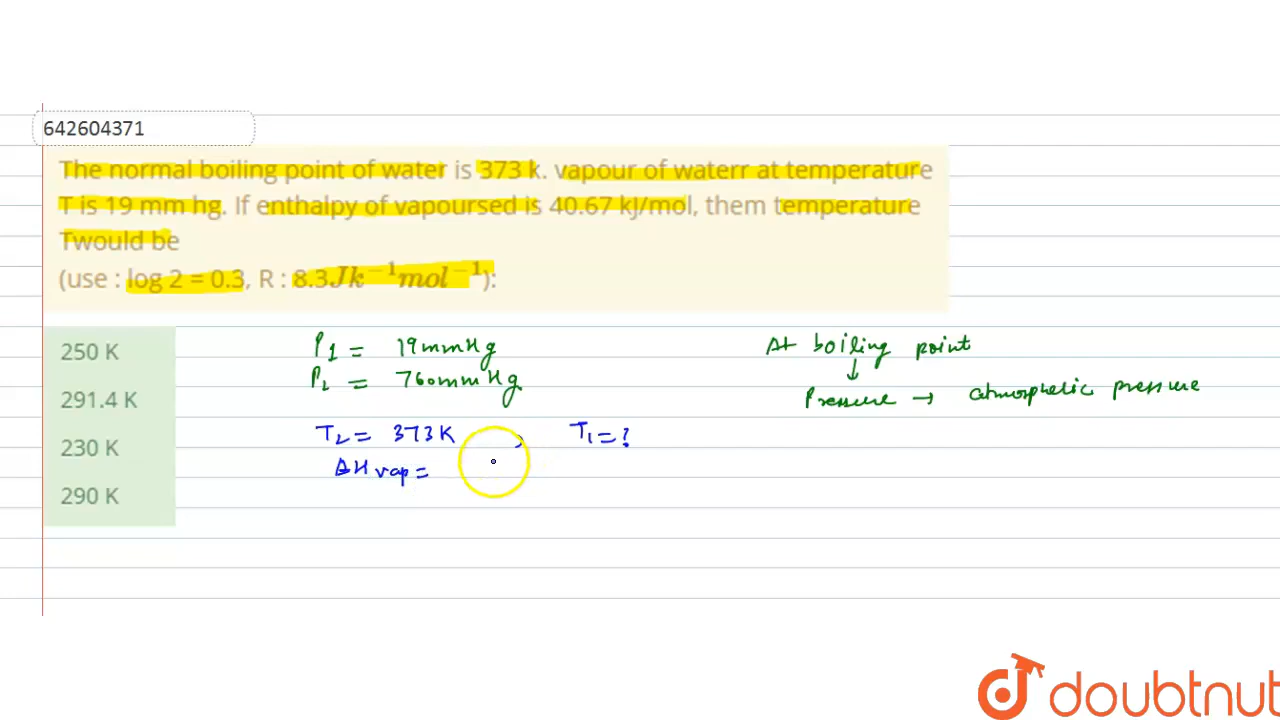 642604371
The normal boiling point of water is 373 k. vapour of waterr at temperature
T is 19 mm hg. If enthalpy of vapoursed is 40.67 kJ/mol, them temperature
Twould be
(use : log 2 = 0.3, R : 8.3Jk⁻¹mol⁻¹):
250 K
291.4 K
230 K
290 K
P1 = 19mmHg
P2 = 760mmHg
T2 = 373K , T1 = ?
ΔH vap =
At boiling point
↓
Pressure → atmospheric pressure
doubtnut